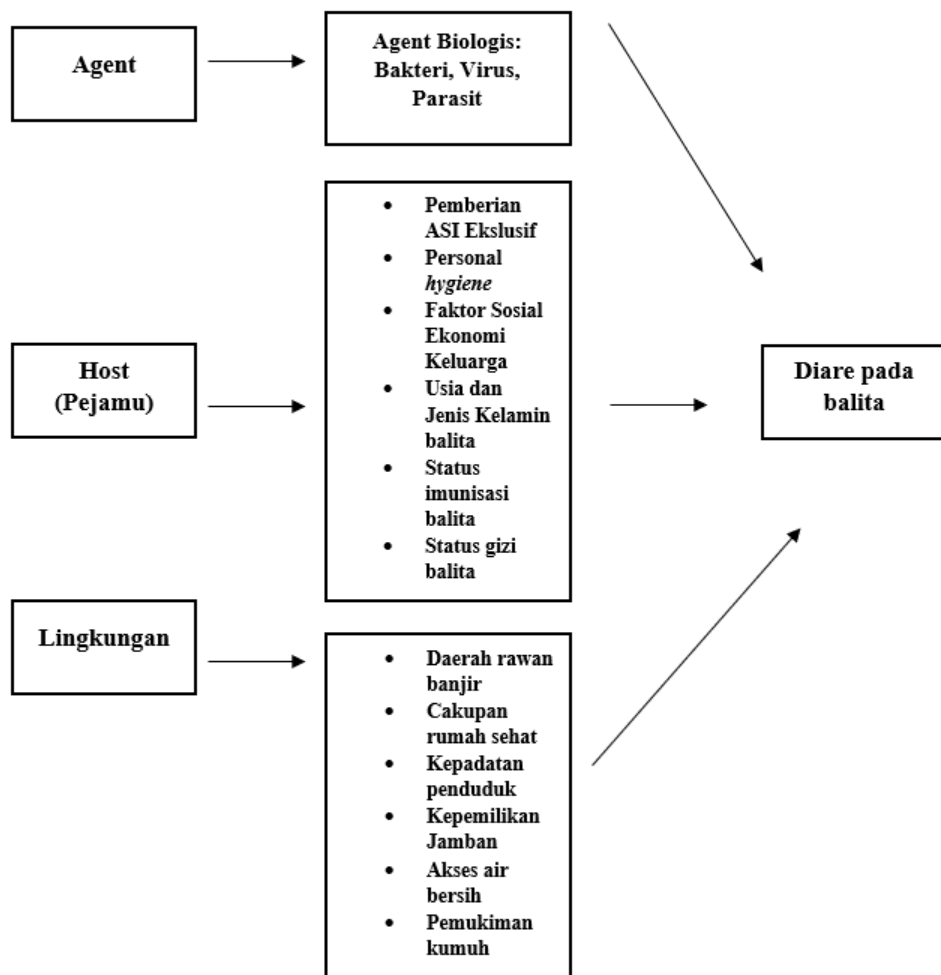 Agent
Agent Biologis:
Bakteri, Virus,
Parasit
Host
(Pejamu)
• Pemberian
ASI Ekslusif
• Personal
hygiene
• Faktor Sosial
Ekonomi
Keluarga
• Usia dan
Jenis Kelamin
balita
• Status
imunisasi
balita
• Status gizi
balita
Diare pada
balita
Lingkungan
• Daerah rawan
banjir
• Cakupan
rumah sehat
• Kepadatan
penduduk
• Kepemilikan
Jamban
• Akses air
bersih
• Pemukiman
kumuh